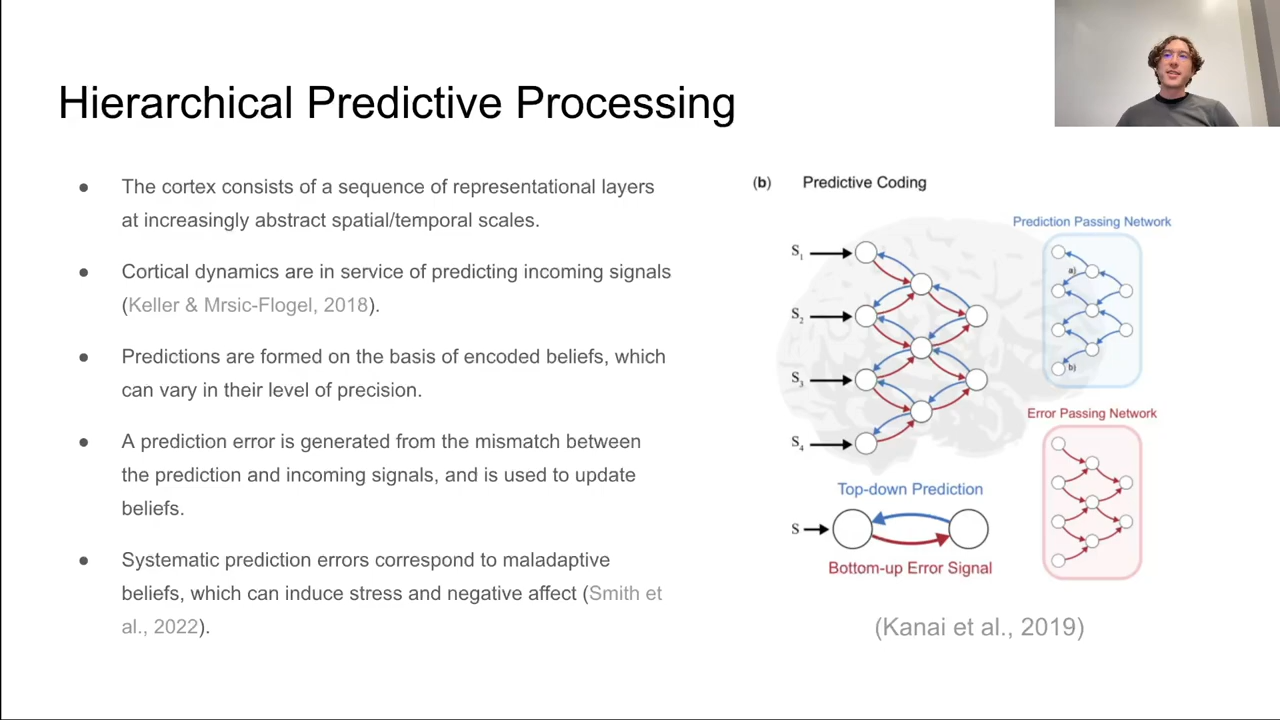 Hierarchical Predictive Processing
● The cortex consists of a sequence of representational layers
at increasingly abstract spatial/temporal scales.
● Cortical dynamics are in service of predicting incoming signals
(Keller & Mrsic-Flogel, 2018).
● Predictions are formed on the basis of encoded beliefs, which
can vary in their level of precision.
● A prediction error is generated from the mismatch between
the prediction and incoming signals, and is used to update
beliefs.
● Systematic prediction errors correspond to maladaptive
beliefs, which can induce stress and negative affect (Smith et
al., 2022).
(b) Predictive Coding
S1
S2
S3
S4
Top-down Prediction
S
Bottom-up Error Signal
Prediction Passing Network
a)
b)
Error Passing Network
(Kanai et al., 2019)